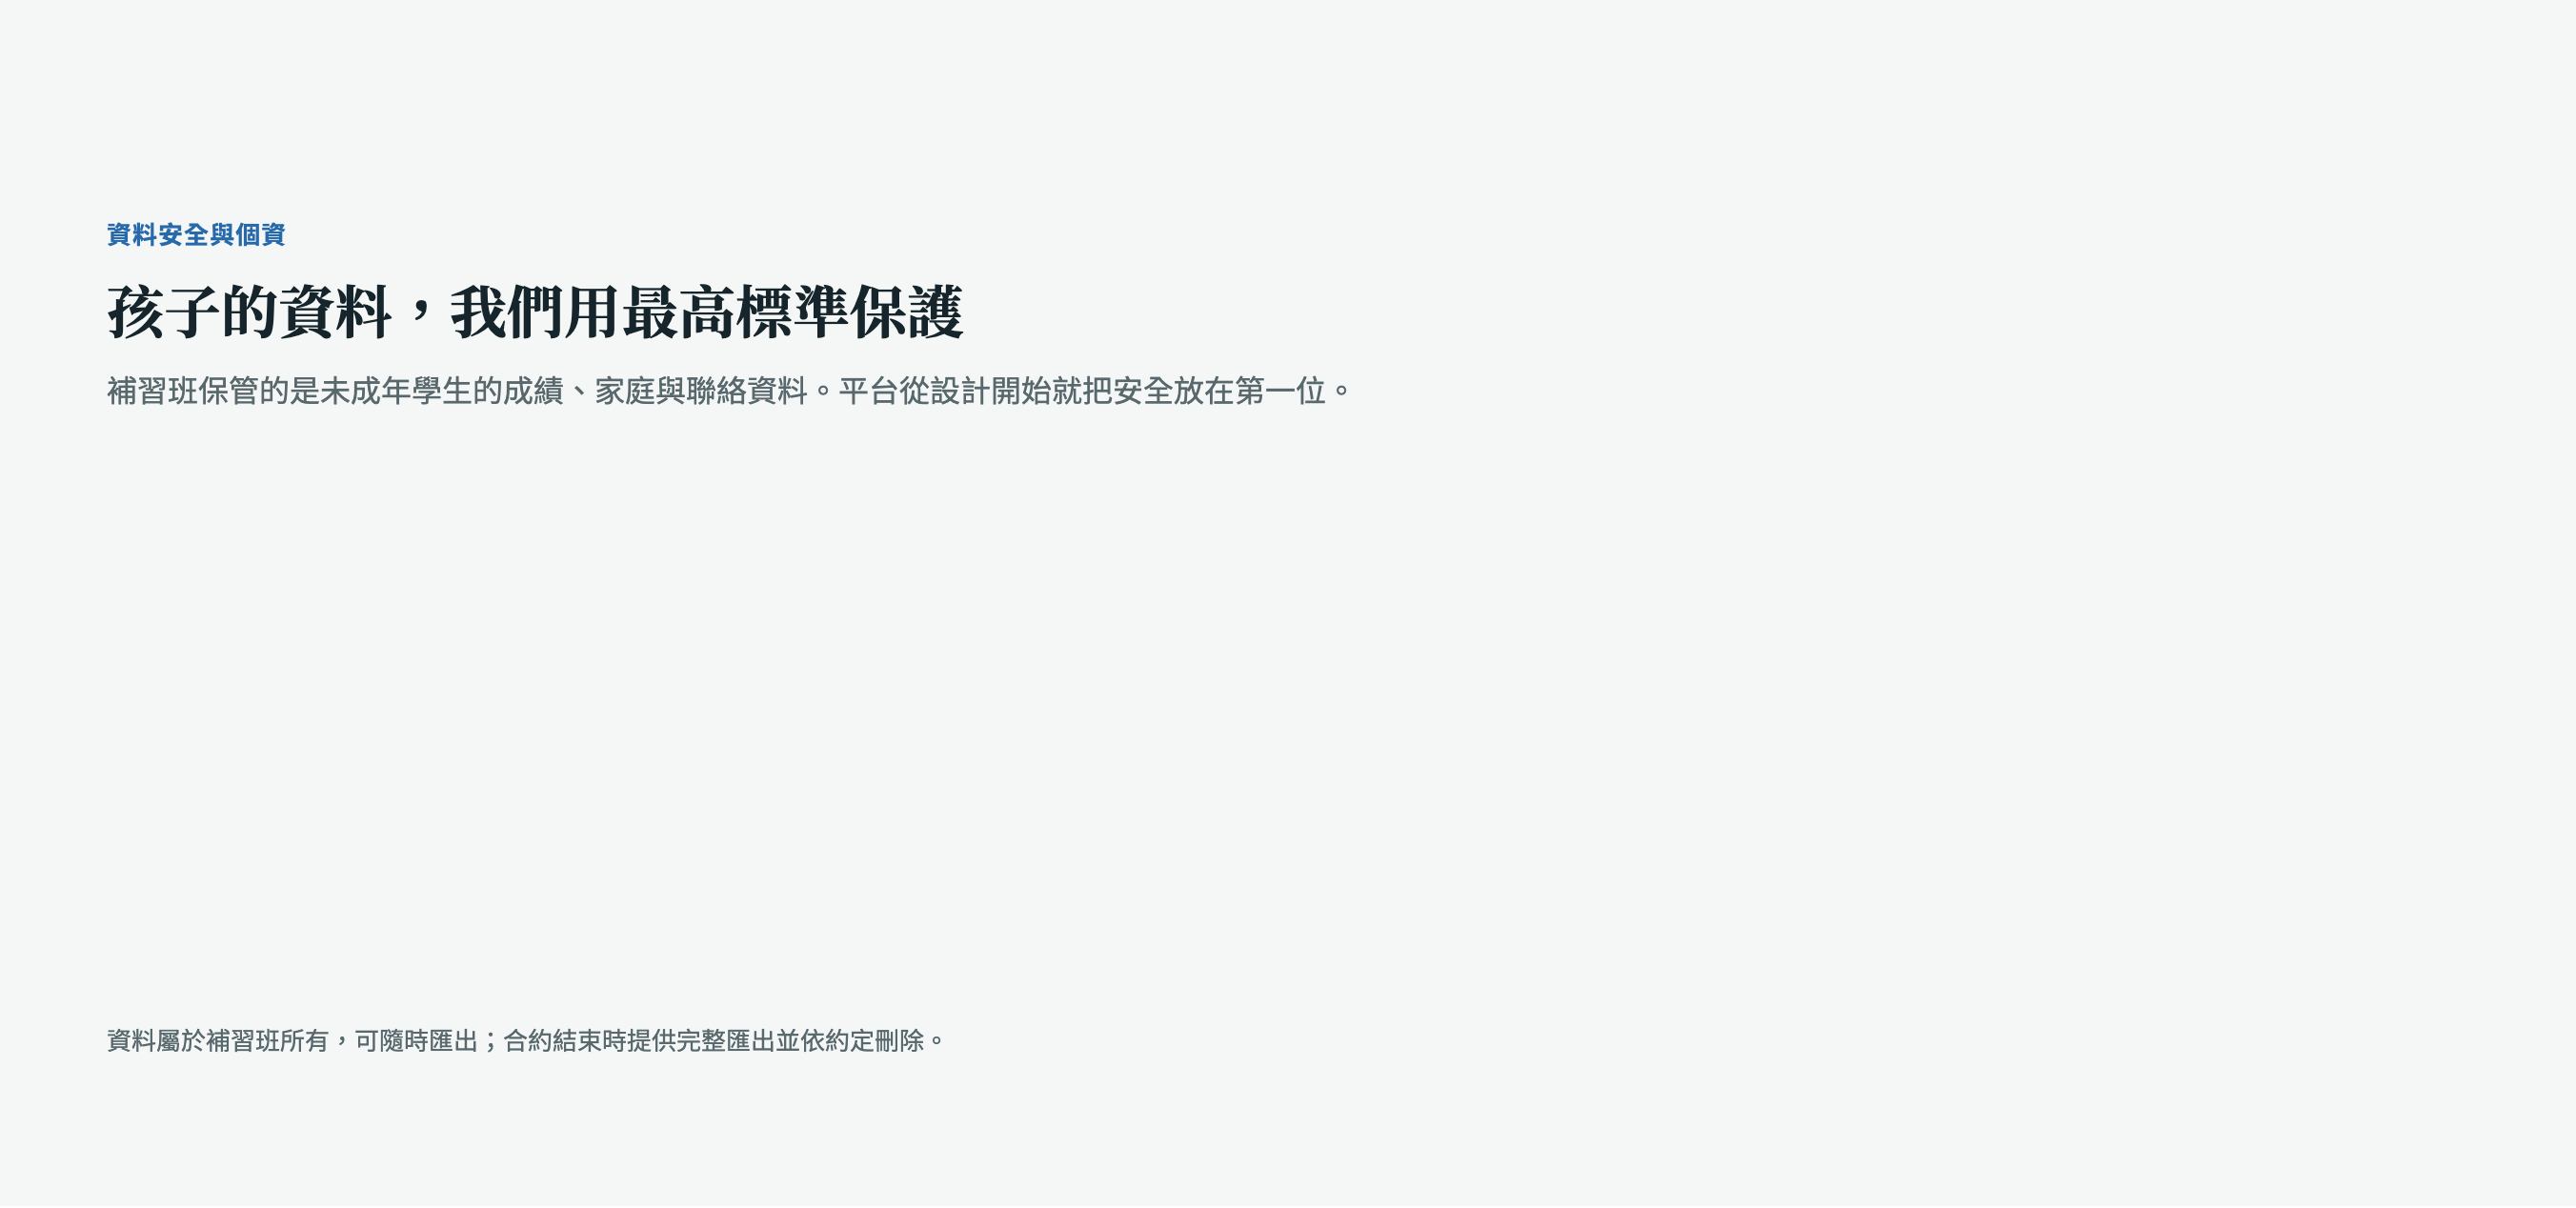 資料安全與個資
孩子的資料，我們用最高標準保護
補習班保管的是未成年學生的成績、家庭與聯絡資料。平台從設計開始就把安全放在第一位。
資料屬於補習班所有，可隨時匯出；合約結束時提供完整匯出並依約定刪除。